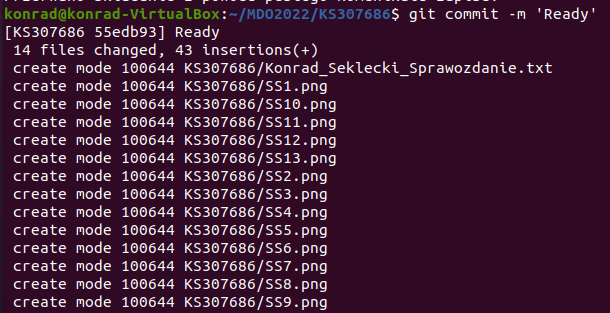 konrad@konrad-VirtualBox:~/MDO2022/KS307686$ git commit -m 'Ready'
[KS307686 55edb93] Ready
 14 files changed, 43 insertions(+)
 create mode 100644 KS307686/Konrad_Seklecki_Sprawozdanie.txt
 create mode 100644 KS307686/SS1.png
 create mode 100644 KS307686/SS10.png
 create mode 100644 KS307686/SS11.png
 create mode 100644 KS307686/SS12.png
 create mode 100644 KS307686/SS13.png
 create mode 100644 KS307686/SS2.png
 create mode 100644 KS307686/SS3.png
 create mode 100644 KS307686/SS4.png
 create mode 100644 KS307686/SS5.png
 create mode 100644 KS307686/SS6.png
 create mode 100644 KS307686/SS7.png
 create mode 100644 KS307686/SS8.png
 create mode 100644 KS307686/SS9.png